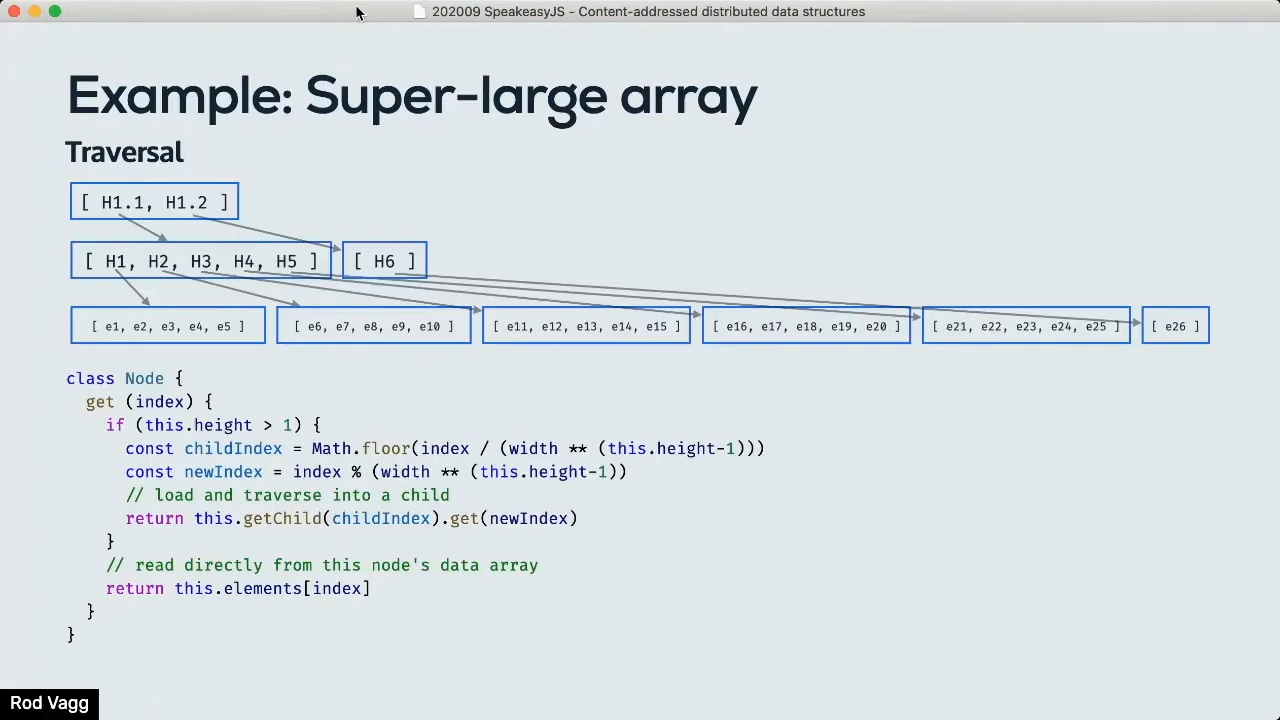 202009 SpeakeasyJS - Content-addressed distributed data structures
Example: Super-large array
Traversal
[ H1.1, H1.2 ]
[ H1, H2, H3, H4, H5 ] [ H6 ]
[ e1, e2, e3, e4, e5 ] [ e6, e7, e8, e9, e10 ] [ e11, e12, e13, e14, e15 ] [ e16, e17, e18, e19, e20 ] [ e21, e22, e23, e24, e25 ] [ e26 ]
class Node {
  get (index) {
    if (this.height > 1) {
      const childIndex = Math.floor(index / (width ** (this.height-1)))
      const newIndex = index % (width ** (this.height-1))
      // load and traverse into a child
      return this.getChild(childIndex).get(newIndex)
    }
    // read directly from this node's data array
    return this.elements[index]
  }
}
Rod Vagg